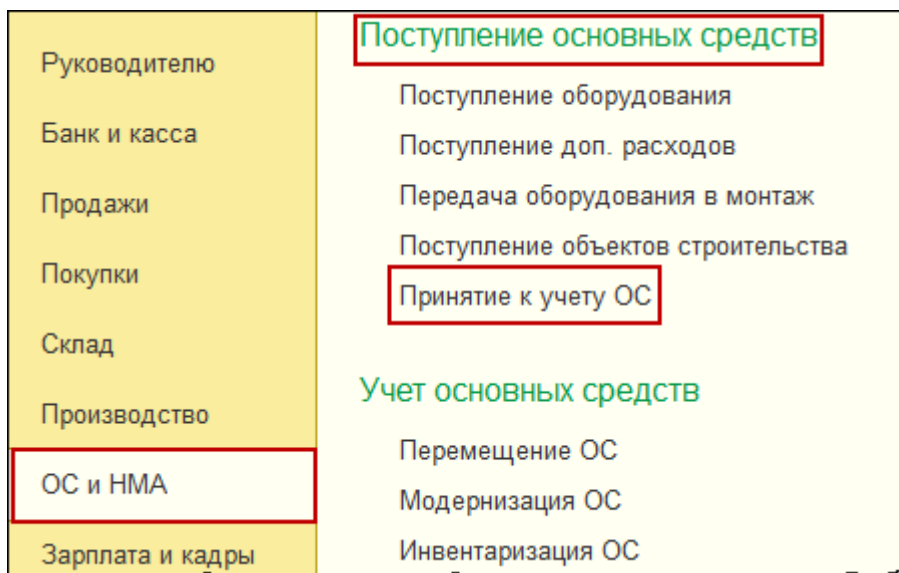 Руководителю
Банк и касса
Продажи
Покупки
Склад
Производство
ОС и НМА
Зарплата и кадры
Поступление основных средств
Поступление оборудования
Поступление доп. расходов
Передача оборудования в монтаж
Поступление объектов строительства
Принятие к учету ОС
Учет основных средств
Перемещение ОС
Модернизация ОС
Инвентаризация ОС